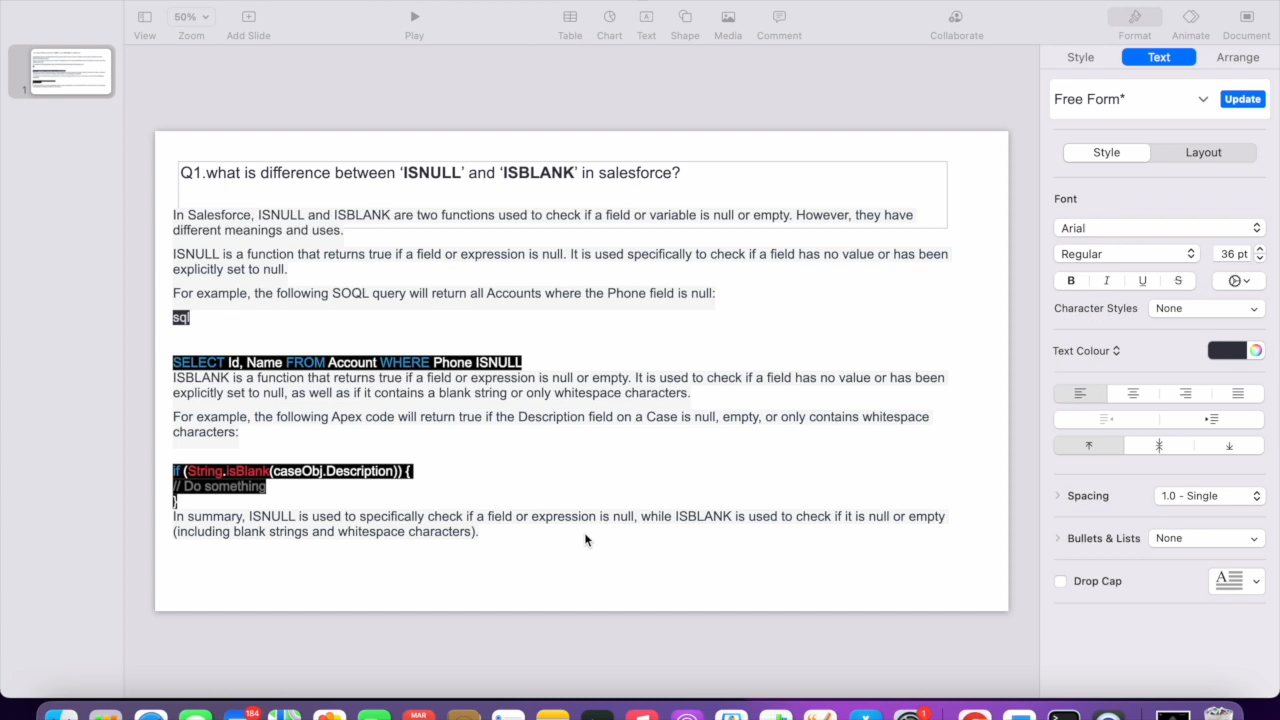 50%
View
Zoom
Add Slide
Play
Table
Chart
Text
Shape
Media
Comment
Collaborate
Format
Animate
Document
1
Q1.what is difference between ‘ISNULL’ and ‘ISBLANK’ in salesforce?
In Salesforce, ISNULL and ISBLANK are two functions used to check if a field or variable is null or empty. However, they have
different meanings and uses.
ISNULL is a function that returns true if a field or expression is null. It is used specifically to check if a field has no value or has been
explicitly set to null.
For example, the following SOQL query will return all Accounts where the Phone field is null:
sql
SELECT Id, Name FROM Account WHERE Phone ISNULL
ISBLANK is a function that returns true if a field or expression is null or empty. It is used to check if a field has no value or has been
explicitly set to null, as well as if it contains a blank string or only whitespace characters.
For example, the following Apex code will return true if the Description field on a Case is null, empty, or only contains whitespace
characters:
if (String.isBlank(caseObj.Description)) {
// Do something
}
In summary, ISNULL is used to specifically check if a field or expression is null, while ISBLANK is used to check if it is null or empty
(including blank strings and whitespace characters).
Style
Text
Arrange
Free Form*
Update
Style
Layout
Font
Arial
Regular
36 pt
B
I
U
S
Character Styles
None
Text Colour
Spacing
1.0 - Single
Bullets & Lists
None
Drop Cap
A
184
MAR
1